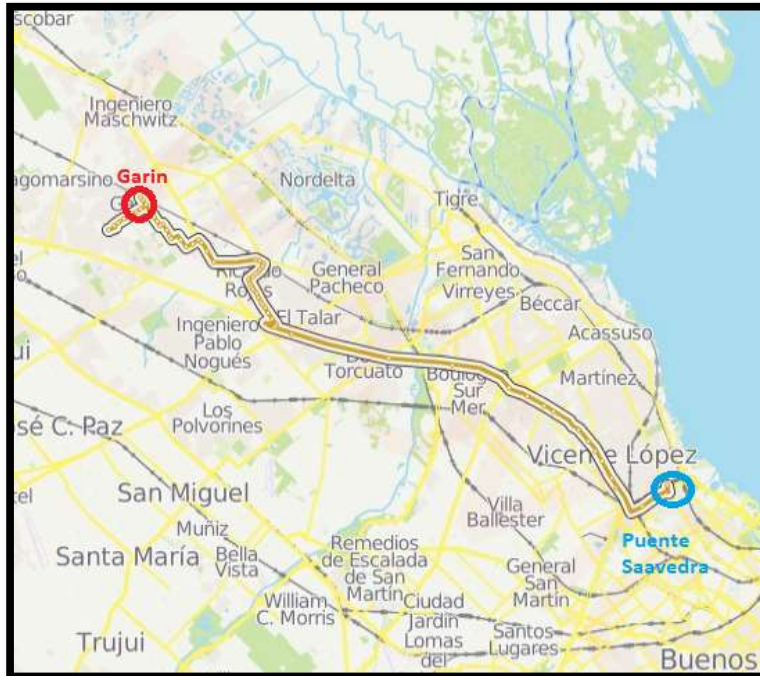 scobar
Ingeniero
Maschwitz
agomarsino
Garin
Nordelta
Tigre
San
Fernando
Virreyes
General
Pacheco
Béccar
Rojas
El Talar
Ingeniero
Pablo
Nogués
Acassuso
Torcuato
Sur
Mer
Martínez
Los
Polvorines
sé C. Paz
Vicente López
San Miguel
Villa
Ballester
Muñiz
Puente
Saavedra
Santa María
Bella
Vista
Remedios
de Escalada
de San
Martín
General
San
Martín
William
C. Morris
Ciudad
Jardín
Lomas
del
Santos
Lugares
Trujui
Buenos